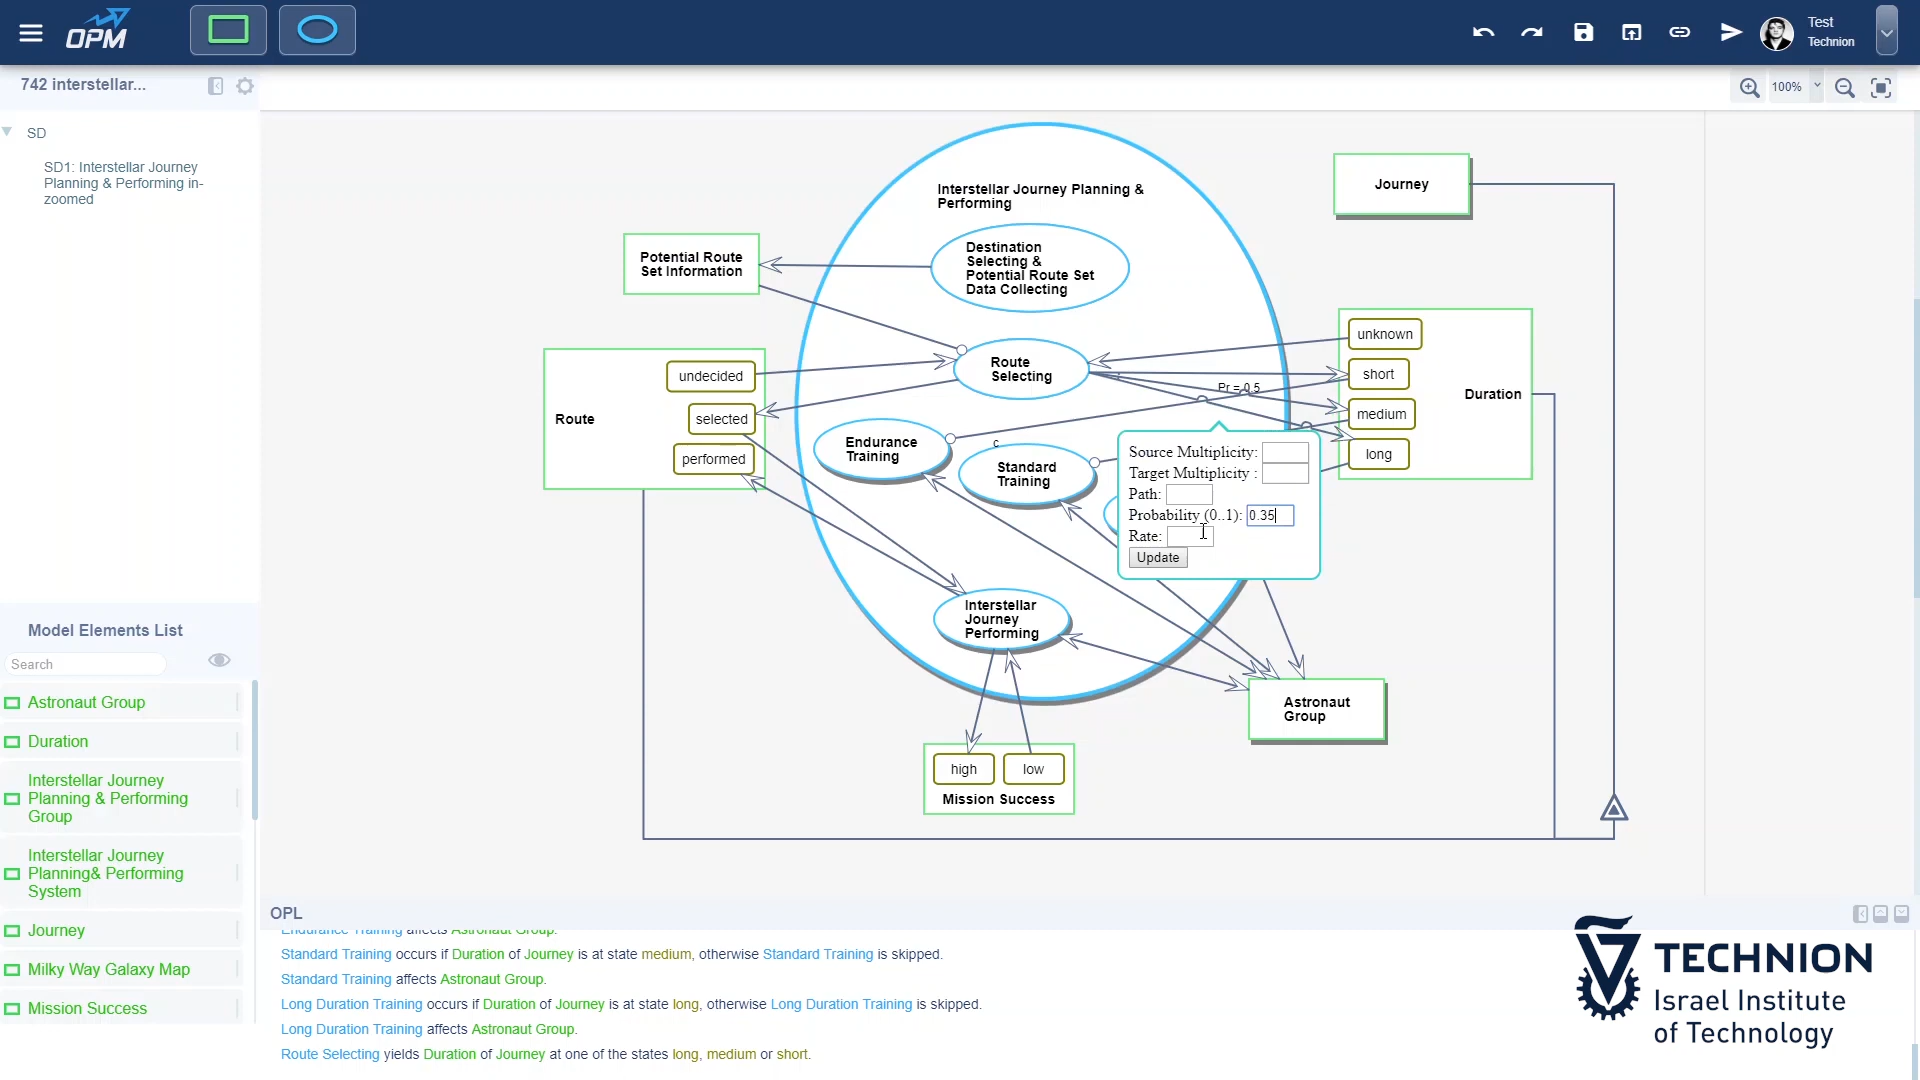 OPM
Test
Technion
742 interstellar...
100%
SD
SD1: Interstellar Journey
Planning & Performing in-
zoomed
Interstellar Journey Planning &
Performing
Journey
Destination
Selecting &
Potential Route Set
Data Collecting
Potential Route
Set Information
Route
Selecting
unknown
short
medium
long
Duration
Pr = 0.5
undecided
selected
performed
Route
Endurance
Training
c
Standard
Training
Source Multiplicity:
Target Multiplicity :
Path:
Probability (0..1): 0.35
Rate:
Update
Interstellar
Journey
Performing
Astronaut
Group
high
low
Mission Success
Model Elements List
Search
Astronaut Group
Duration
Interstellar Journey
Planning & Performing
Group
Interstellar Journey
Planning& Performing
System
Journey
Milky Way Galaxy Map
Mission Success
OPL
Endurance Training affects Astronaut Group.
Standard Training occurs if Duration of Journey is at state medium, otherwise Standard Training is skipped.
Standard Training affects Astronaut Group.
Long Duration Training occurs if Duration of Journey is at state long, otherwise Long Duration Training is skipped.
Long Duration Training affects Astronaut Group.
Route Selecting yields Duration of Journey at one of the states long, medium or short.
TECHNION
Israel Institute
of Technology